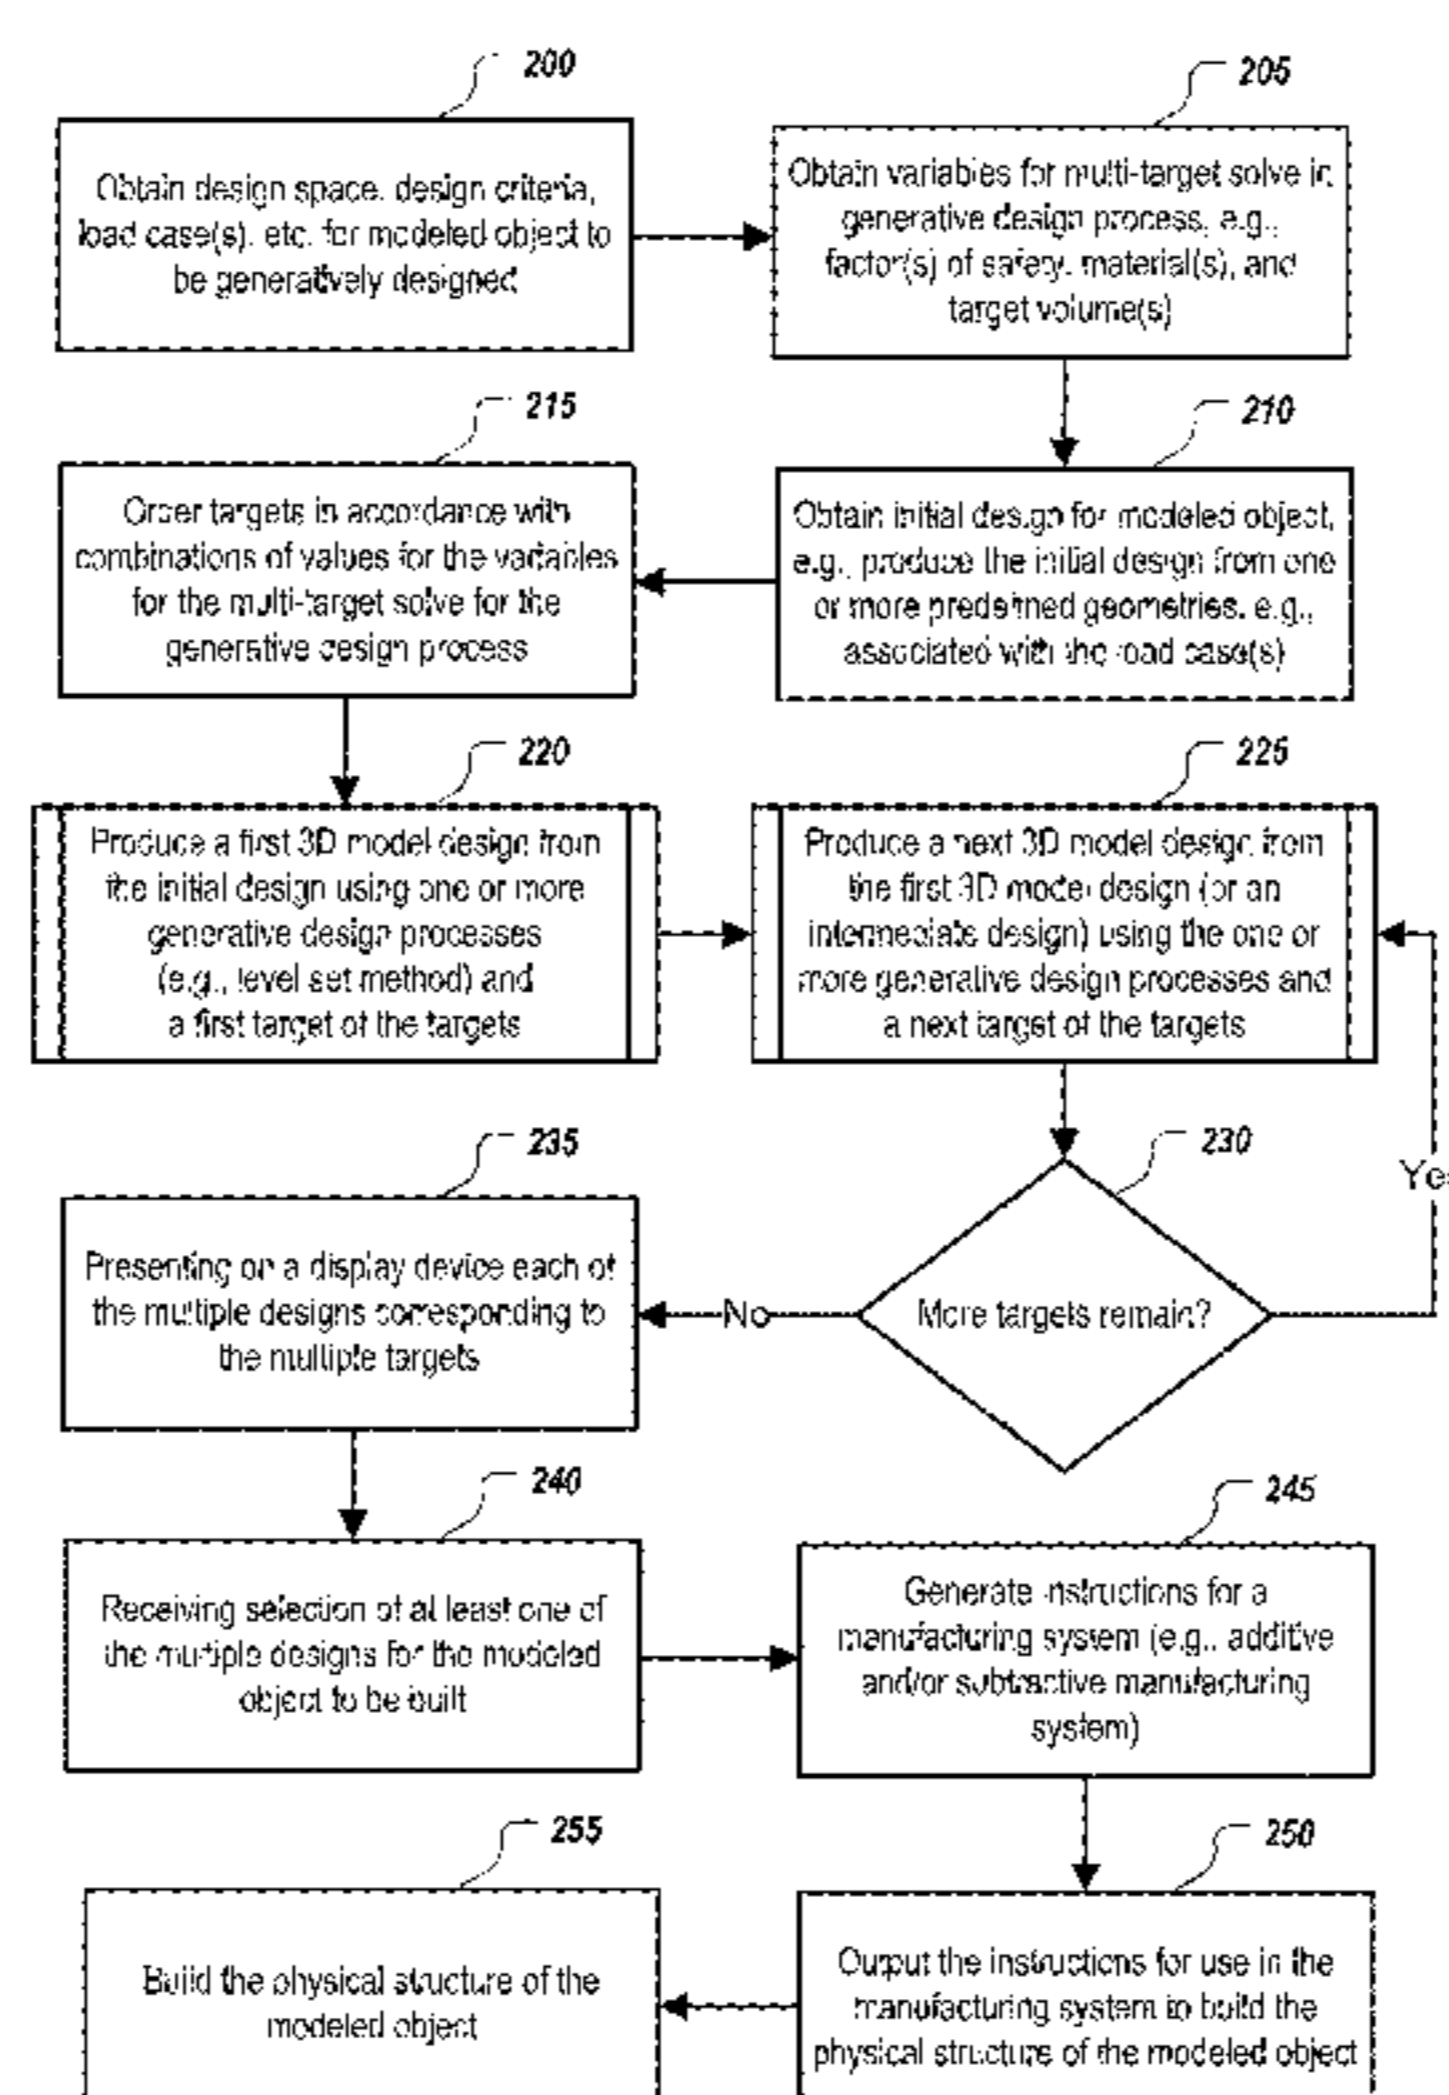 200
Obtain design space, design criteria,
load case(s), etc. for modeled object to
be generatively designed
205
Obtain variables for multi-target solve in
generative design process, e.g.,
factor(s) of safety, material(s), and
target volume(s)
210
Obtain initial design for modeled object,
e.g., produce the initial design from one
or more predefined geometries, e.g.,
associated with the load case(s)
215
Order targets in accordance with
combinations of values for the variables
for the multi-target solve for the
generative design process
220
Produce a first 3D model design from
the initial design using one or more
generative design processes
(e.g., level set method) and
a first target of the targets
225
Produce a next 3D model design from
the first 3D model design (or an
intermediate design) using the one or
more generative design processes and
a next target of the targets
230
More targets remain?
Yes
No
235
Presenting on a display device each of
the multiple designs corresponding to
the multiple targets
240
Receiving selection of at least one of
the multiple designs for the modeled
object to be built
245
Generate instructions for a
manufacturing system (e.g., additive
and/or subtractive manufacturing
system)
250
Output the instructions for use in the
manufacturing system to build the
physical structure of the modeled object
255
Build the physical structure of the
modeled object